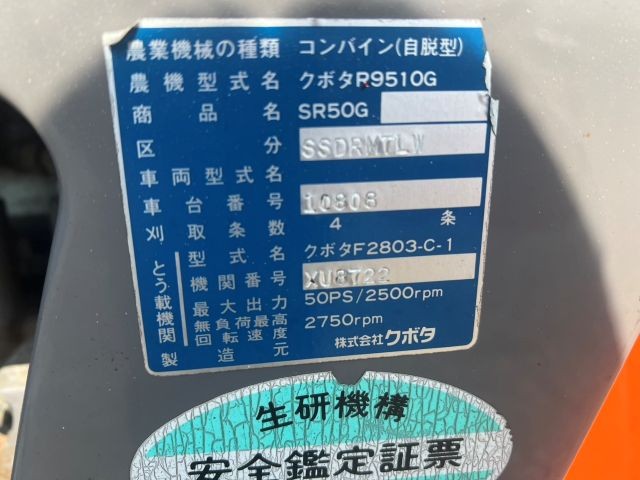 農業機械の種類 コンバイン(自脱型)
農機型式名 クボタR9510G
商品名 SR50G
区分 SSDRMTLW
車両型式名
車台番号 10808
刈取条数 4 条
とう載機関
型式 クボタF2803-C-1
機関番号 XU8T22
最大出力 50PS/2500rpm
無負荷最高回転速度 2750rpm
製造元 株式会社クボタ
生研機構
安全鑑定証票